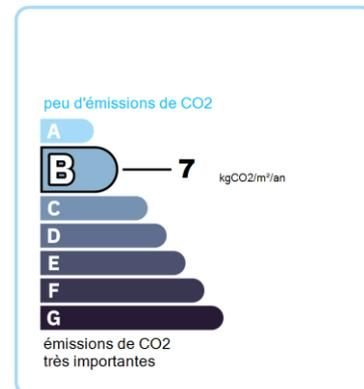 peu d'émissions de CO2
A
B 7 kgCO2/m²/an
C
D
E
F
G
émissions de CO2
très importantes